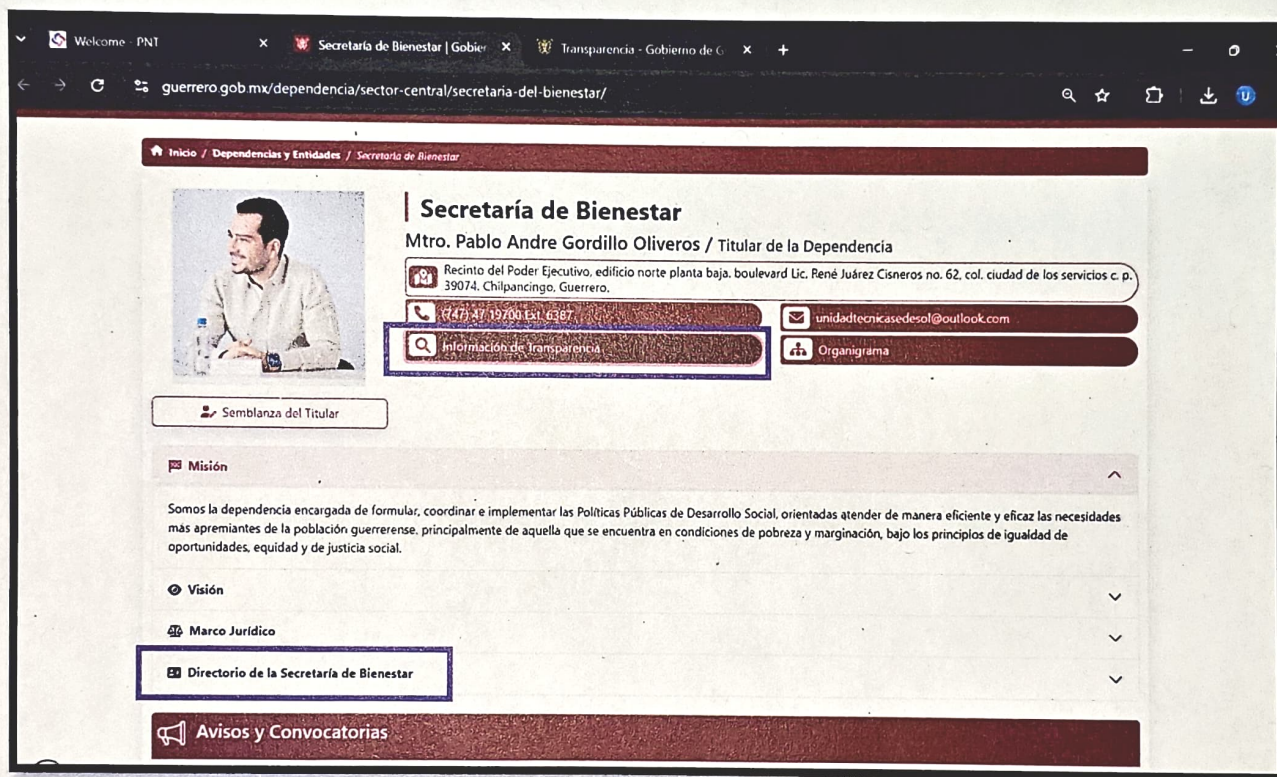 Welcome - PNT
Secretaría de Bienestar | Gobier
Transparencia - Gobierno de G
guerrero.gob.mx/dependencia/sector-central/secretaria-del-bienestar/
U
Inicio / Dependencias y Entidades / Secretaría de Bienestar
Secretaría de Bienestar
Mtro. Pablo Andre Gordillo Oliveros / Titular de la Dependencia
Recinto del Poder Ejecutivo, edificio norte planta baja, boulevard Lic. René Juárez Cisneros no. 62, col. ciudad de los servicios c. p.
39074. Chilpancingo, Guerrero.
(747) 47 19700 Ext. 6387
unidadtecnicasedesol@outlook.com
Información de Transparencia
Organigrama
Semblanza del Titular
Misión
Somos la dependencia encargada de formular, coordinar e implementar las Políticas Públicas de Desarrollo Social, orientadas atender de manera eficiente y eficaz las necesidades
más apremiantes de la población guerrerense, principalmente de aquella que se encuentra en condiciones de pobreza y marginación, bajo los principios de igualdad de
oportunidades, equidad y de justicia social.
Visión
Marco Jurídico
Directorio de la Secretaría de Bienestar
Avisos y Convocatorias